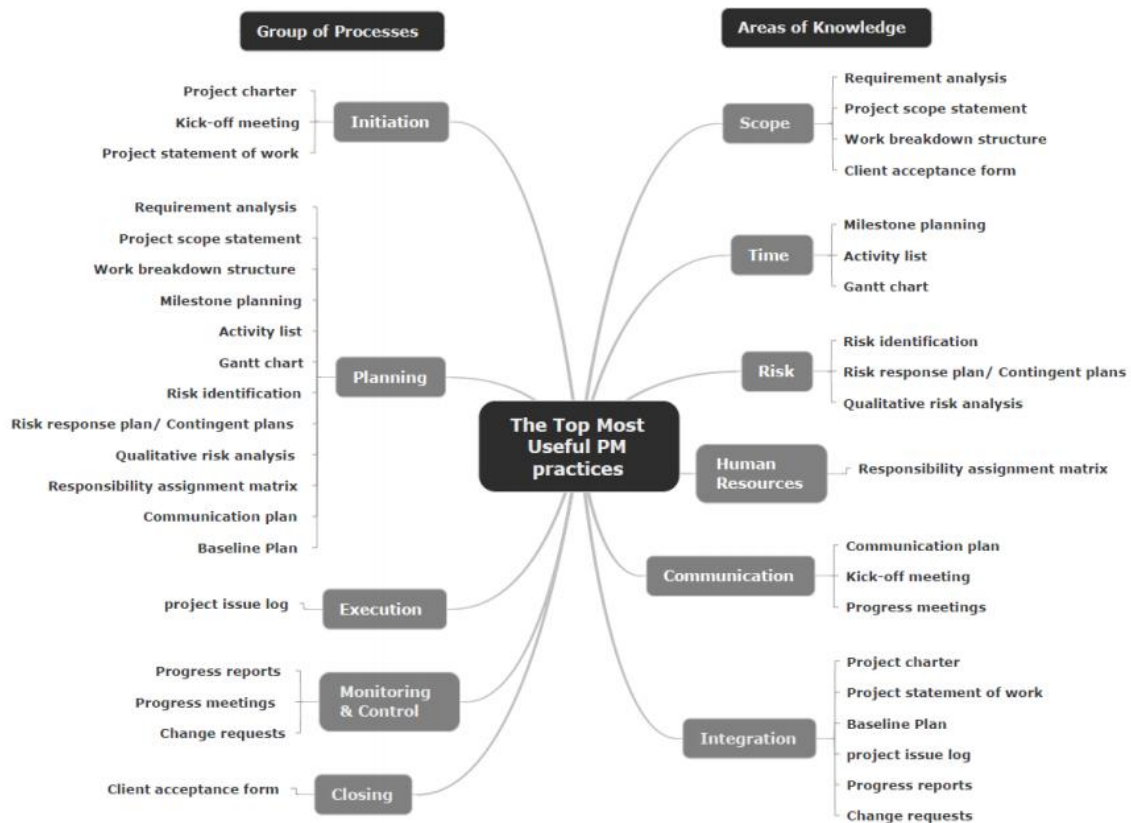 Group of Processes
Project charter
Kick-off meeting
Project statement of work
Initiation
Requirement analysis
Project scope statement
Work breakdown structure
Milestone planning
Activity list
Gantt chart
Risk identification
Risk response plan/ Contingent plans
Qualitative risk analysis
Responsibility assignment matrix
Communication plan
Baseline Plan
Planning
project issue log
Execution
Progress reports
Progress meetings
Change requests
Monitoring
& Control
Client acceptance form
Closing
The Top Most
Useful PM
practices
Areas of Knowledge
Scope
Requirement analysis
Project scope statement
Work breakdown structure
Client acceptance form
Time
Milestone planning
Activity list
Gantt chart
Risk
Risk identification
Risk response plan/ Contingent plans
Qualitative risk analysis
Human
Resources
Responsibility assignment matrix
Communication
Communication plan
Kick-off meeting
Progress meetings
Integration
Project charter
Project statement of work
Baseline Plan
project issue log
Progress reports
Change requests